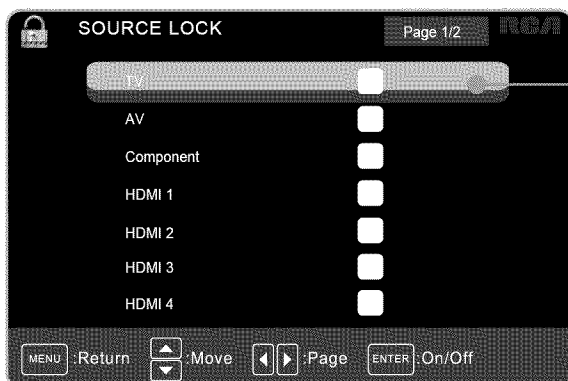 SOURCE LOCK
Page 1/2
RCA
TV
AV
Component
HDMI 1
HDMI 2
HDMI 3
HDMI 4
MENU :Return :Move :Page ENTER :On/Off